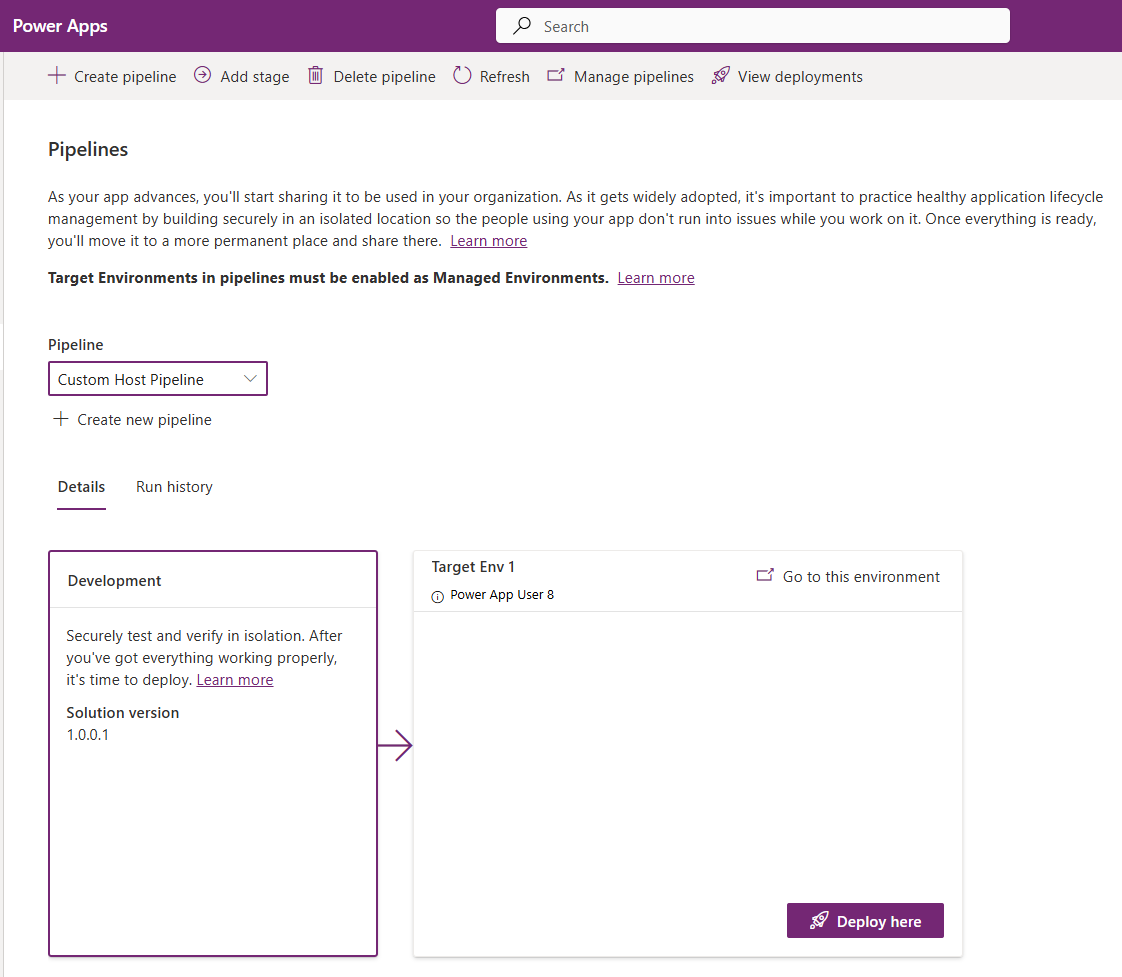 Power Apps
Search
Create pipeline
Add stage
Delete pipeline
Refresh
Manage pipelines
View deployments
Pipelines
As your app advances, you'll start sharing it to be used in your organization. As it gets widely adopted, it's important to practice healthy application lifecycle
management by building securely in an isolated location so the people using your app don't run into issues while you work on it. Once everything is ready,
you'll move it to a more permanent place and share there. Learn more
Target Environments in pipelines must be enabled as Managed Environments. Learn more
Pipeline
Custom Host Pipeline
Create new pipeline
Details
Run history
Development
Securely test and verify in isolation. After
you've got everything working properly,
it's time to deploy. Learn more
Solution version
1.0.0.1
Target Env 1
Power App User 8
Go to this environment
Deploy here